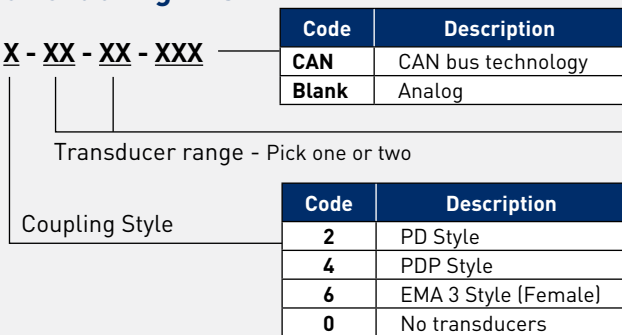 Code Description
X - XX - XX - XXX
CAN CAN bus technology
Blank Analog
Transducer range - Pick one or two
Code Description
Coupling Style
2 PD Style
4 PDP Style
6 EMA 3 Style (Female)
0 No transducers